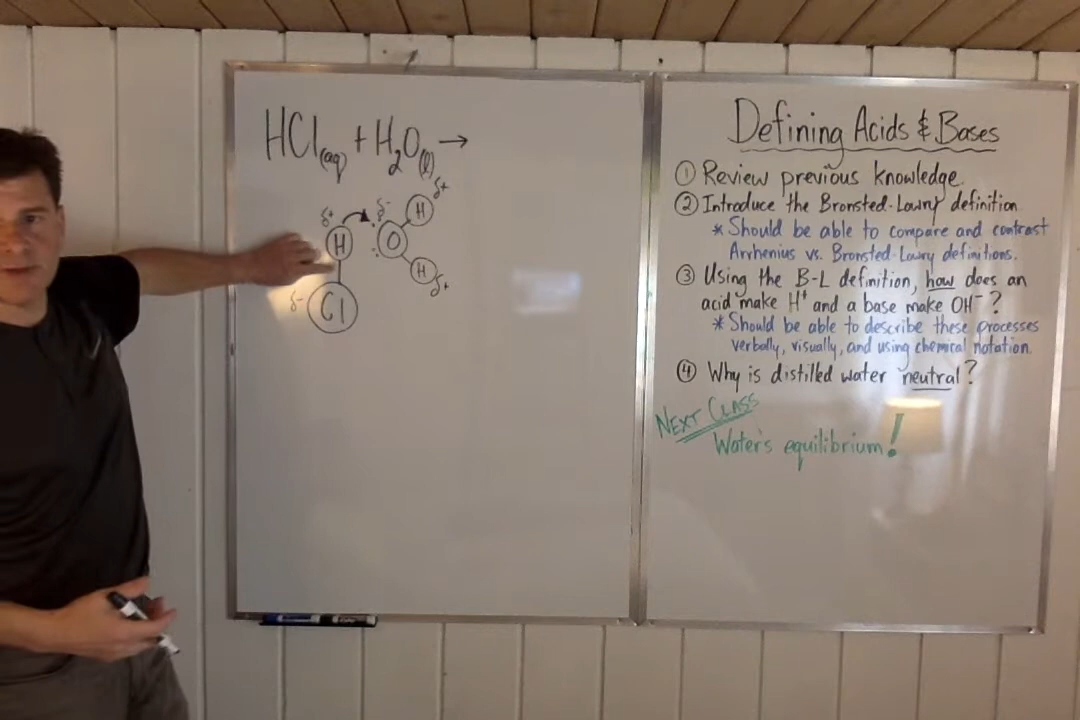 HCl(aq) + H₂O(l) →
δ+
δ-
δ+
H
H
O
H
δ+
δ-
Cl
Defining Acids & Bases
① Review previous knowledge.
② Introduce the Bronsted-Lowry definition
* Should be able to compare and contrast
Arrhenius vs. Bronsted-Lowry definitions.
③ Using the B-L definition, how does an
acid make H⁺ and a base make OH⁻?
* Should be able to describe these processes
verbally, visually, and using chemical notation.
④ Why is distilled water neutral?
NEXT CLASS
Water's equilibrium!